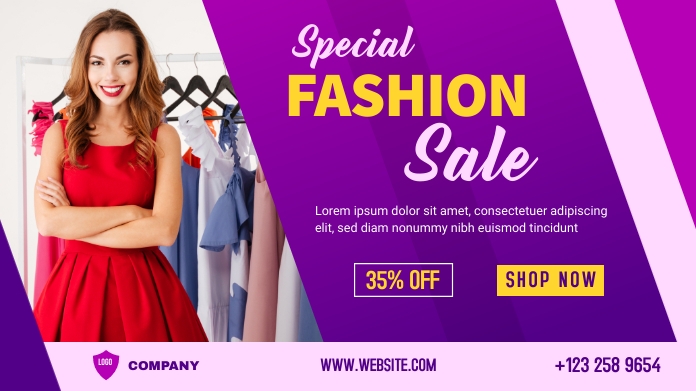 Special
FASHION
Sale
Lorem ipsum dolor sit amet, consectetuer adipiscing
elit, sed diam nonummy nibh euismod tincidunt
35% OFF
SHOP NOW
LOGO
COMPANY
WWW.WEBSITE.COM
+123 258 9654